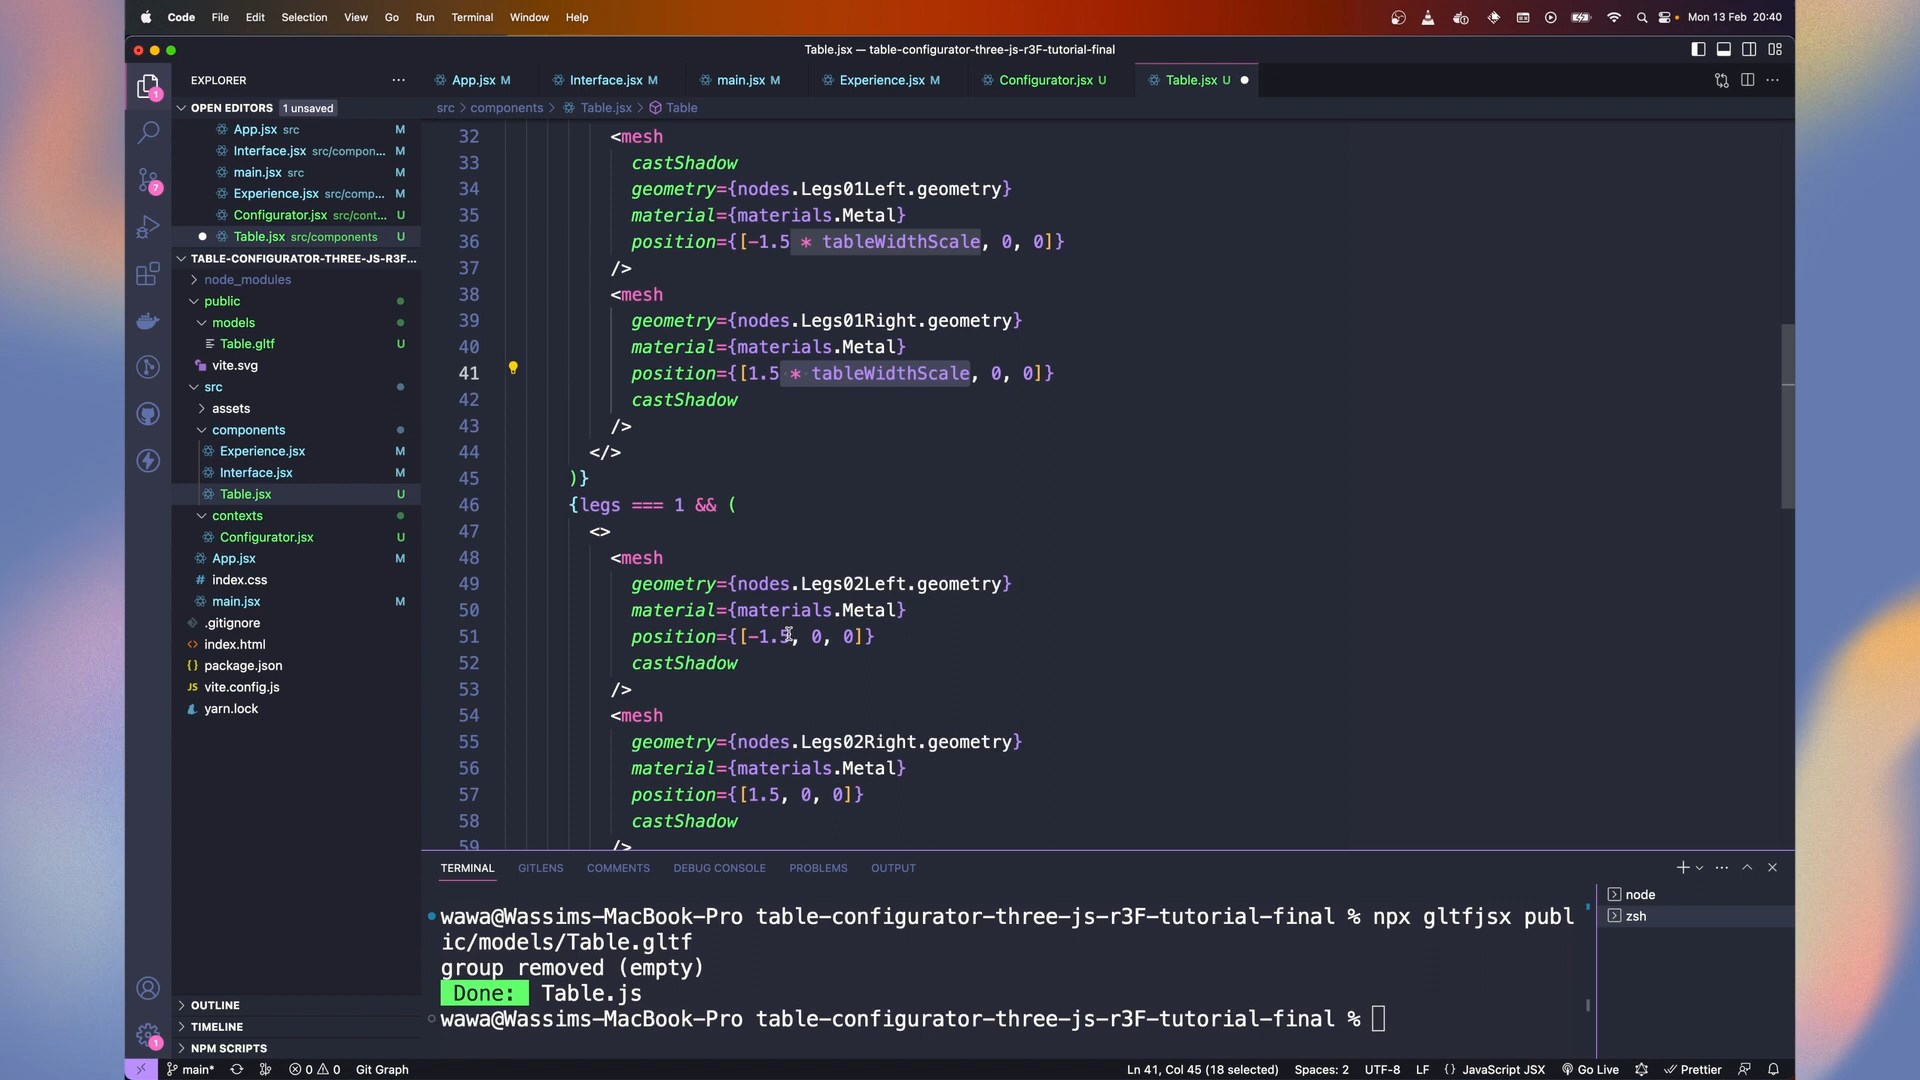 Code File Edit Selection View Go Run Terminal Window Help
Mon 13 Feb 20:40
Table.jsx — table-configurator-three-js-r3F-tutorial-final
EXPLORER
App.jsx M
Interface.jsx M
main.jsx M
Experience.jsx M
Configurator.jsx U
Table.jsx U
src > components > Table.jsx > Table
OPEN EDITORS 1 unsaved
App.jsx src M
Interface.jsx src/compon... M
main.jsx src M
Experience.jsx src/comp... M
Configurator.jsx src/cont... U
Table.jsx src/components U
TABLE-CONFIGURATOR-THREE-JS-R3F...
node_modules
public
models
Table.gltf U
vite.svg
src
assets
components
Experience.jsx M
Interface.jsx M
Table.jsx U
contexts
Configurator.jsx U
App.jsx M
index.css
main.jsx M
.gitignore
index.html
package.json
vite.config.js
yarn.lock
OUTLINE
TIMELINE
NPM SCRIPTS
1
7
1
32 <mesh
33 castShadow
34 geometry={nodes.Legs01Left.geometry}
35 material={materials.Metal}
36 position={[-1.5 * tableWidthScale, 0, 0]}
37 />
38 <mesh
39 geometry={nodes.Legs01Right.geometry}
40 material={materials.Metal}
41 position={[1.5 * tableWidthScale, 0, 0]}
42 castShadow
43 />
44 </>
45 )}
46 {legs === 1 && (
47 <>
48 <mesh
49 geometry={nodes.Legs02Left.geometry}
50 material={materials.Metal}
51 position={[-1.5, 0, 0]}
52 castShadow
53 />
54 <mesh
55 geometry={nodes.Legs02Right.geometry}
56 material={materials.Metal}
57 position={[1.5, 0, 0]}
58 castShadow
59 />
TERMINAL GITLENS COMMENTS DEBUG CONSOLE PROBLEMS OUTPUT
wawa@Wassims-MacBook-Pro table-configurator-three-js-r3F-tutorial-final % npx gltfjsx publ
ic/models/Table.gltf
group removed (empty)
Done: Table.js
wawa@Wassims-MacBook-Pro table-configurator-three-js-r3F-tutorial-final %
node
zsh
main* 0 0 Git Graph
Ln 41, Col 45 (18 selected) Spaces: 2 UTF-8 LF {} JavaScript JSX Go Live Prettier